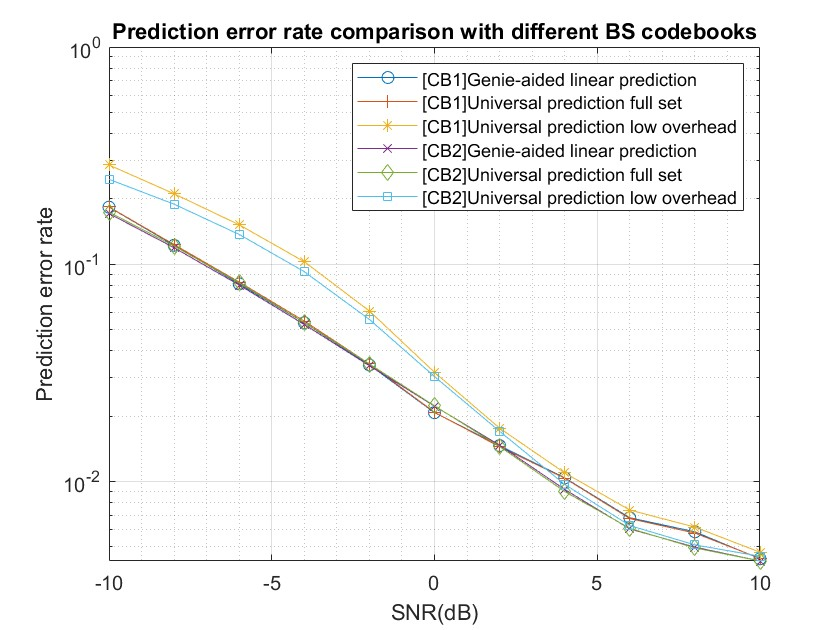 Prediction error rate comparison with different BS codebooks
[CB1]Genie-aided linear prediction
[CB1]Universal prediction full set
[CB1]Universal prediction low overhead
[CB2]Genie-aided linear prediction
[CB2]Universal prediction full set
[CB2]Universal prediction low overhead
Prediction error rate
10^0
10^-1
10^-2
-10 -5 0 5 10
SNR(dB)